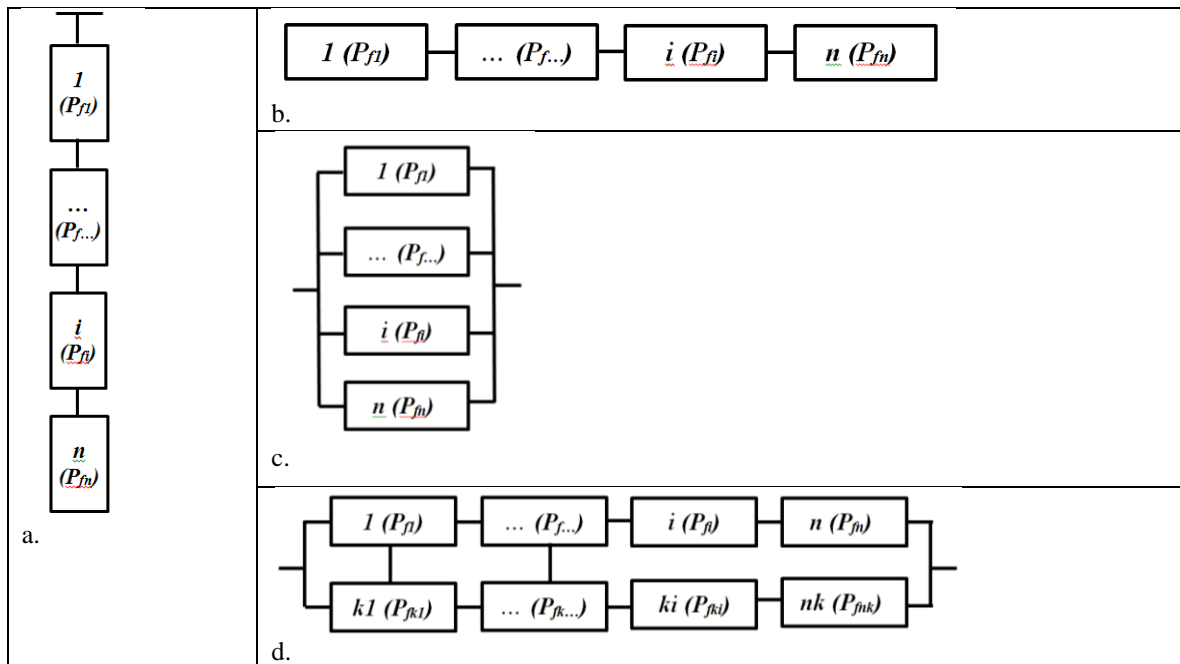 1
(Pf1)
...
(Pf...)
i
(Pfi)
n
(Pfn)
a.
1 (Pf1)
... (Pf...)
i (Pfi)
n (Pfn)
b.
1 (Pf1)
... (Pf...)
i (Pfi)
n (Pfn)
c.
1 (Pf1)
... (Pf...)
i (Pfi)
n (Pfn)
k1 (Pfk1)
... (Pfk...)
ki (Pfki)
nk (Pfnk)
d.